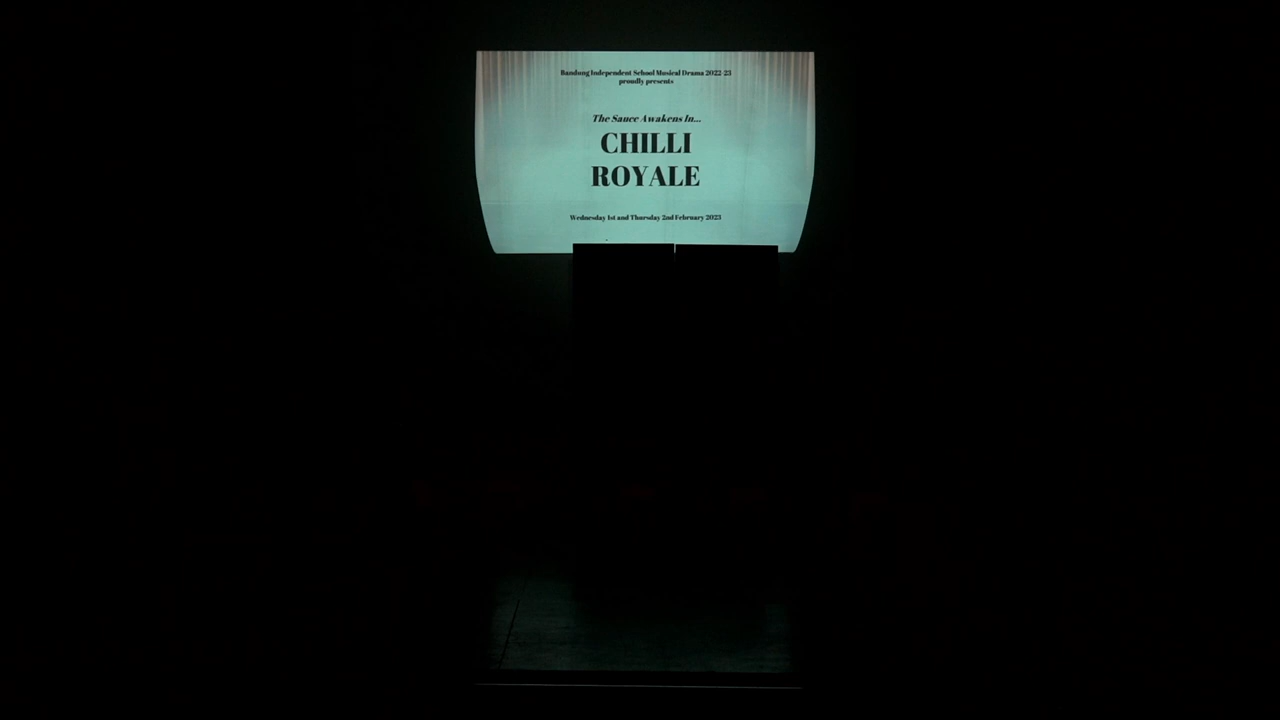 Bandung Independent School Musical Drama 2022-23
proudly presents
The Sauce Awakens In...
CHILLI
ROYALE
Wednesday 1st and Thursday 2nd February 2023